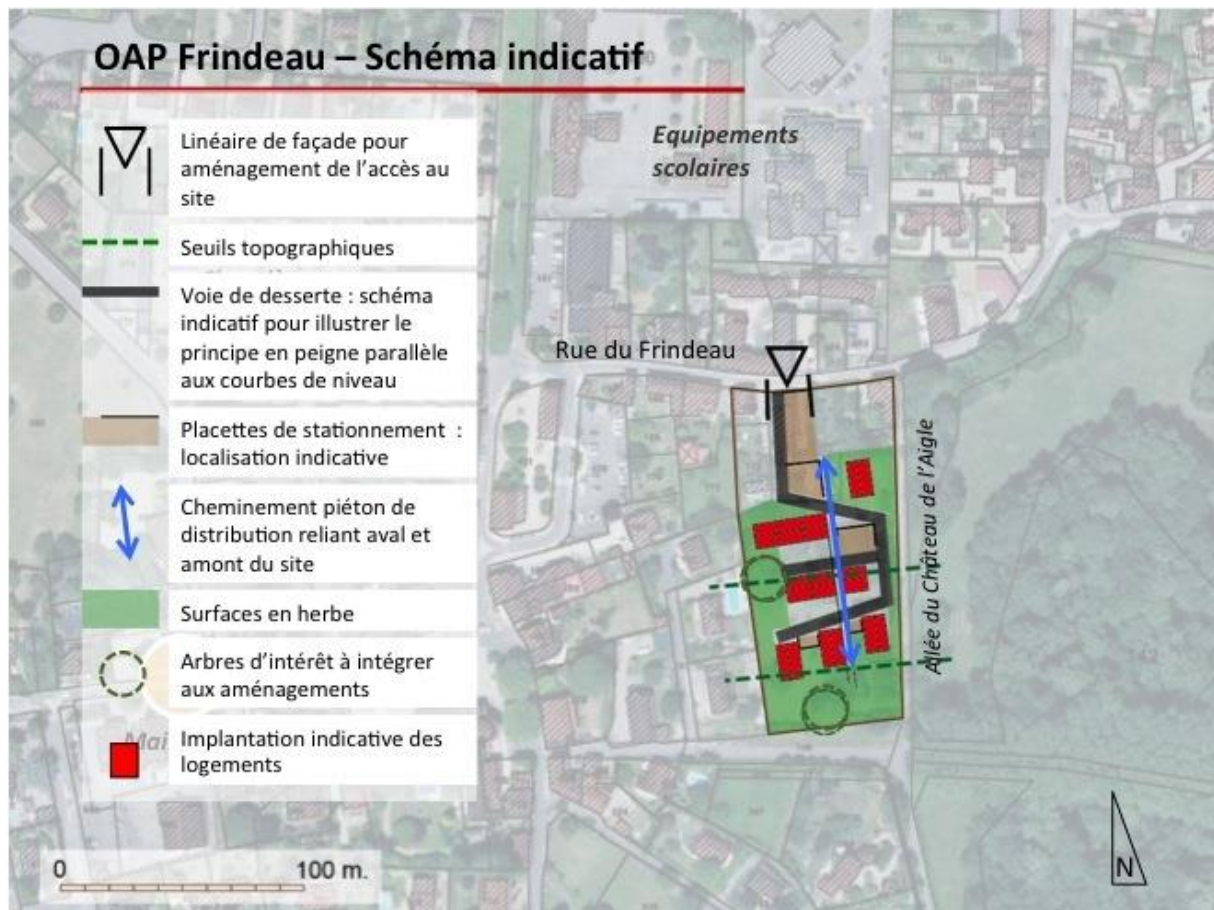 OAP Frindeau – Schéma indicatif
Linéaire de façade pour
aménagement de l'accès au
site
Seuils topographiques
Voie de desserte : schéma
indicatif pour illustrer le
principe en peigne parallèle
aux courbes de niveau
Placettes de stationnement :
localisation indicative
Cheminement piéton de
distribution reliant aval et
amont du site
Surfaces en herbe
Arbres d'intérêt à intégrer
aux aménagements
Implantation indicative des
logements
Equipements
scolaires
Rue du Frindeau
Allée du Château de l'Aigle
0 100 m.
N